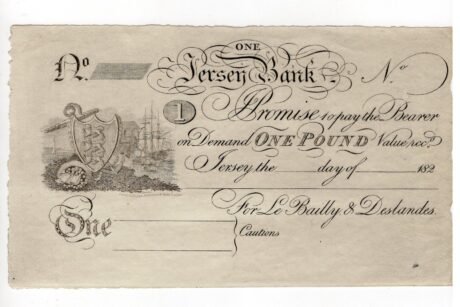 ONE
No Jersey Bank No
I Promise to pay the Bearer
on Demand ONE POUND Value recd.
Jersey the day of 182
For Le Bailly & Deslandes.
One
Cautions